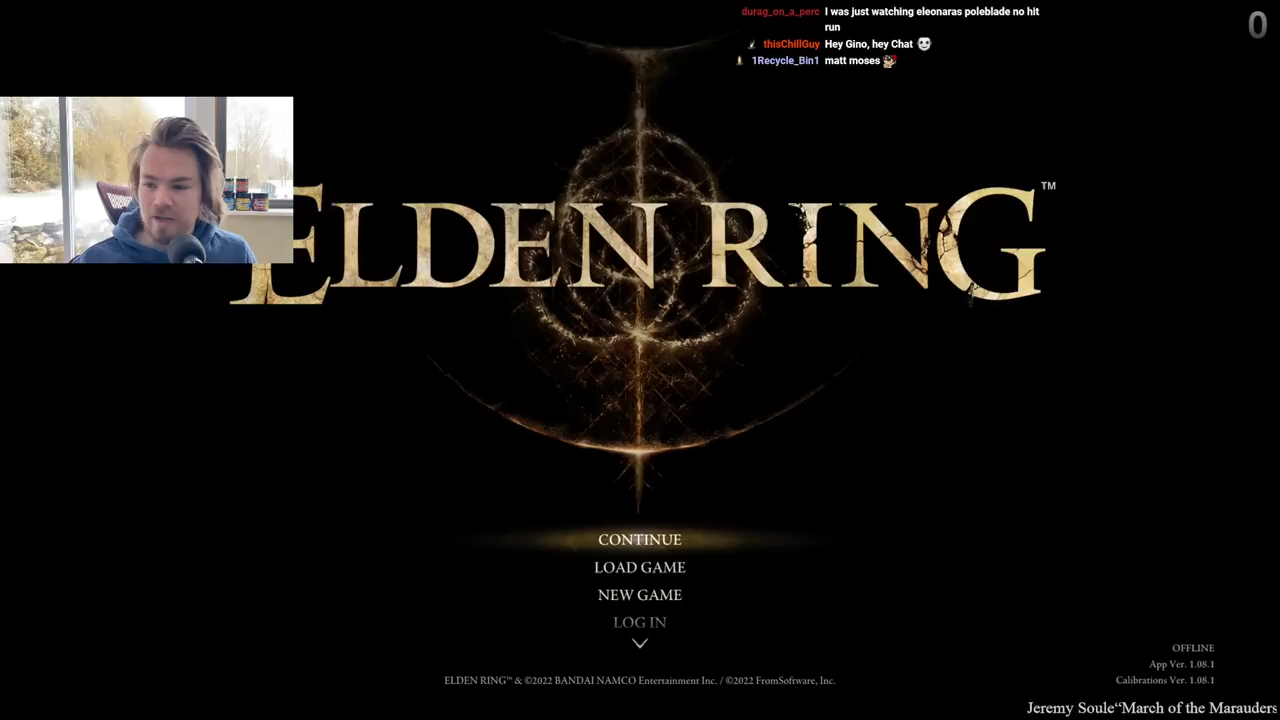 durag_on_a_perc I was just watching eleonaras poleblade no hit
run
thisChillGuy Hey Gino, hey Chat
1Recycle_Bin1 matt moses
0
ELDEN RING™
CONTINUE
LOAD GAME
NEW GAME
LOG IN
OFFLINE
App Ver. 1.08.1
Calibrations Ver. 1.08.1
ELDEN RING™ & ©2022 BANDAI NAMCO Entertainment Inc. / ©2022 FromSoftware, Inc.
Jeremy Soule“March of the Marauders